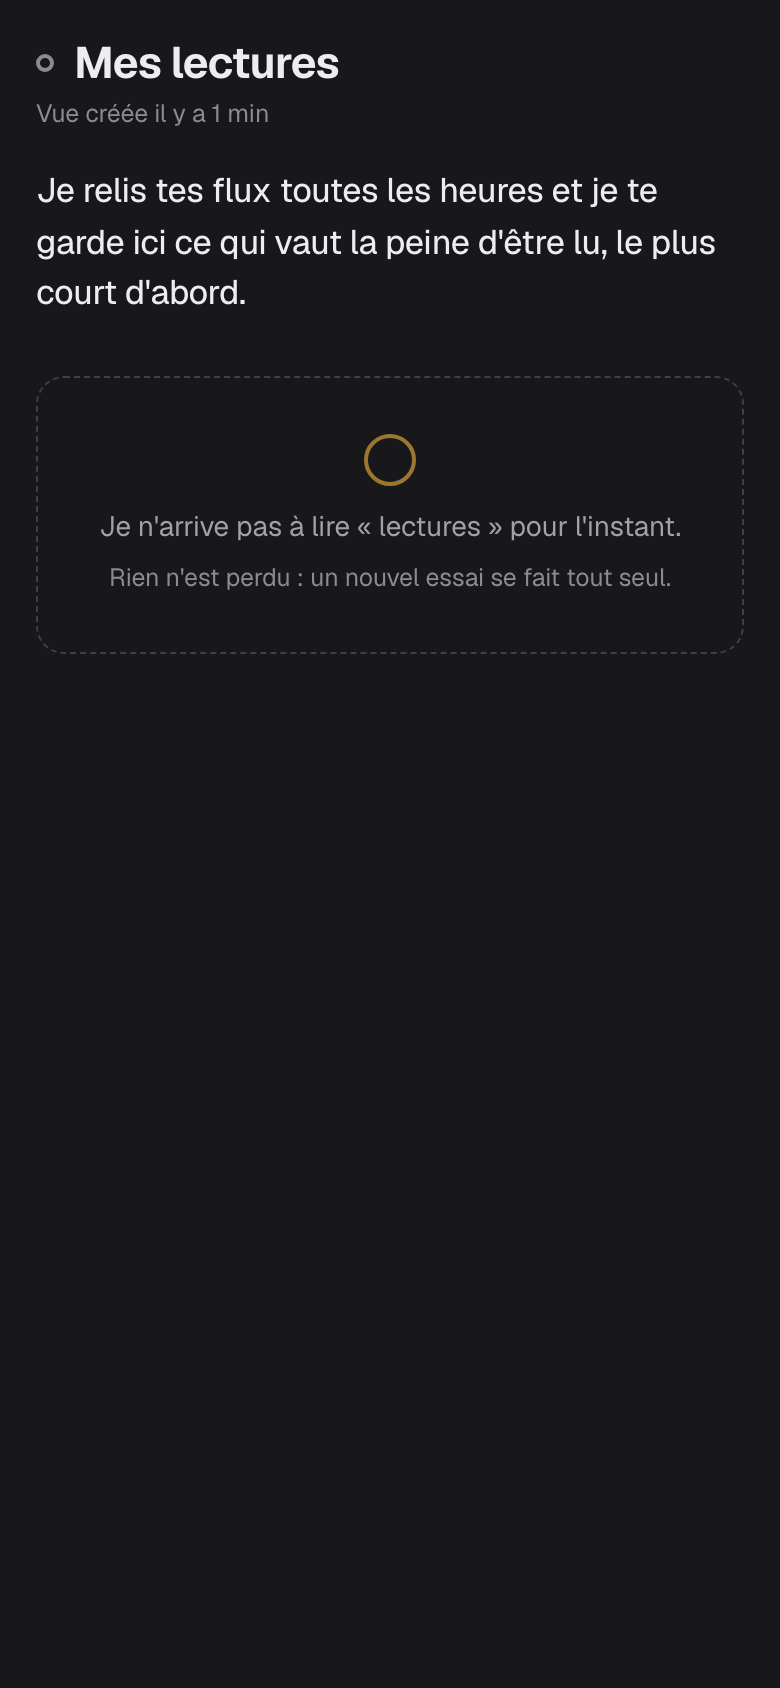 Mes lectures
Vue créée il y a 1 min
Je relis tes flux toutes les heures et je te
garde ici ce qui vaut la peine d'être lu, le plus
court d'abord.
Je n'arrive pas à lire « lectures » pour l'instant.
Rien n'est perdu : un nouvel essai se fait tout seul.